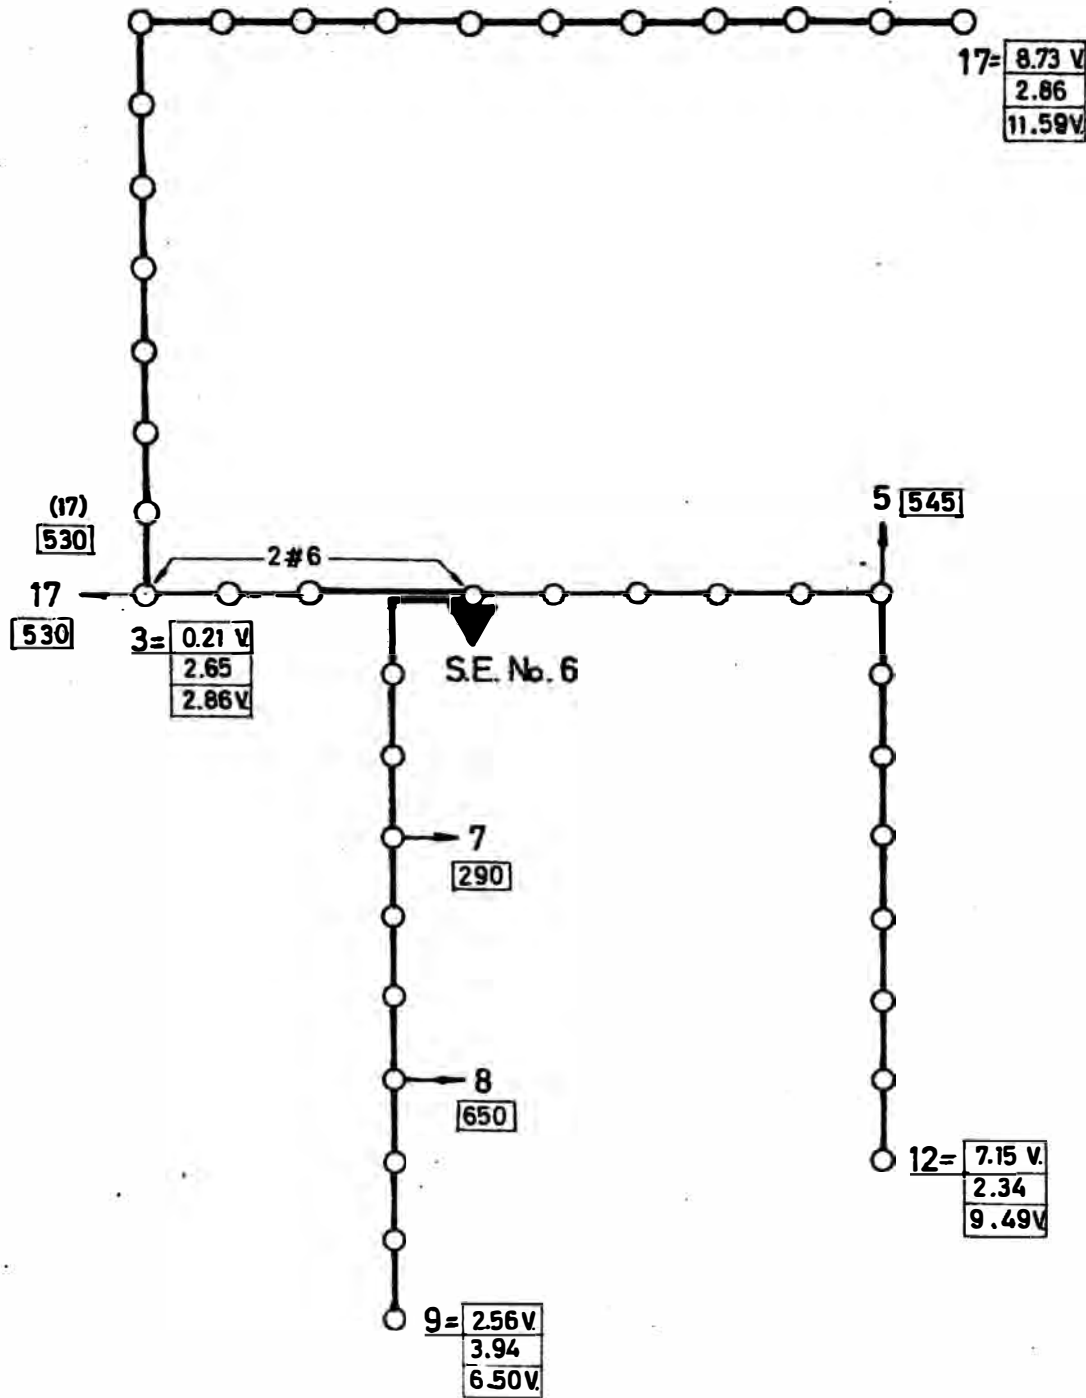 17= 8.73 V.
2.86
11.59V.
(17)
530
2#6
5 545
17
530
3= 0.21 V.
2.65
2.86V.
S.E. No. 6
7
290
8
650
12= 7.15 V.
2.34
9.49V.
9= 2.56V.
3.94
6.50V.